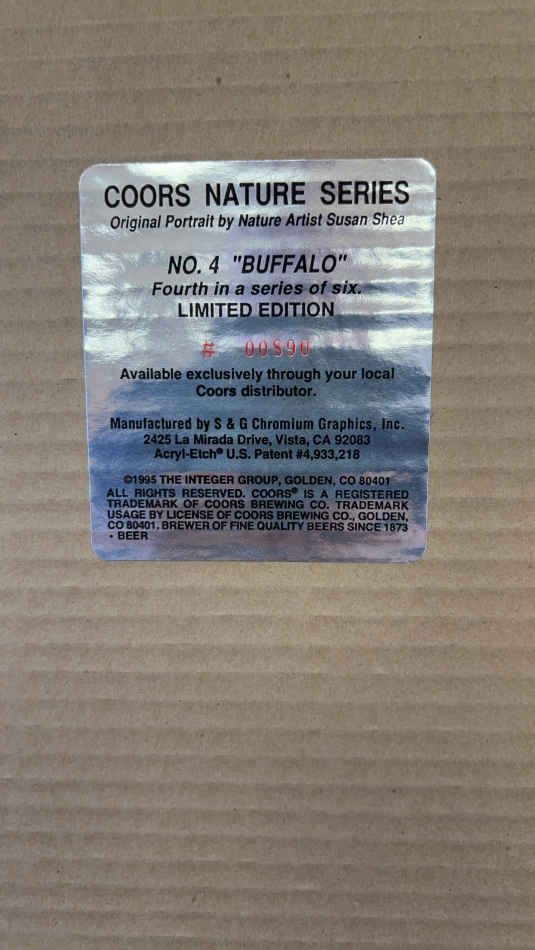 COORS NATURE SERIES
Original Portrait by Nature Artist Susan Shea
NO. 4 "BUFFALO"
Fourth in a series of six.
LIMITED EDITION
# 00890
Available exclusively through your local
Coors distributor.
Manufactured by S & G Chromium Graphics, Inc.
2425 La Mirada Drive, Vista, CA 92083
Acryl-Etch® U.S. Patent #4,933,218
©1995 THE INTEGER GROUP, GOLDEN, CO 80401
ALL RIGHTS RESERVED. COORS® IS A REGISTERED
TRADEMARK OF COORS BREWING CO. TRADEMARK
USAGE BY LICENSE OF COORS BREWING CO., GOLDEN,
CO 80401. BREWER OF FINE QUALITY BEERS SINCE 1873
• BEER